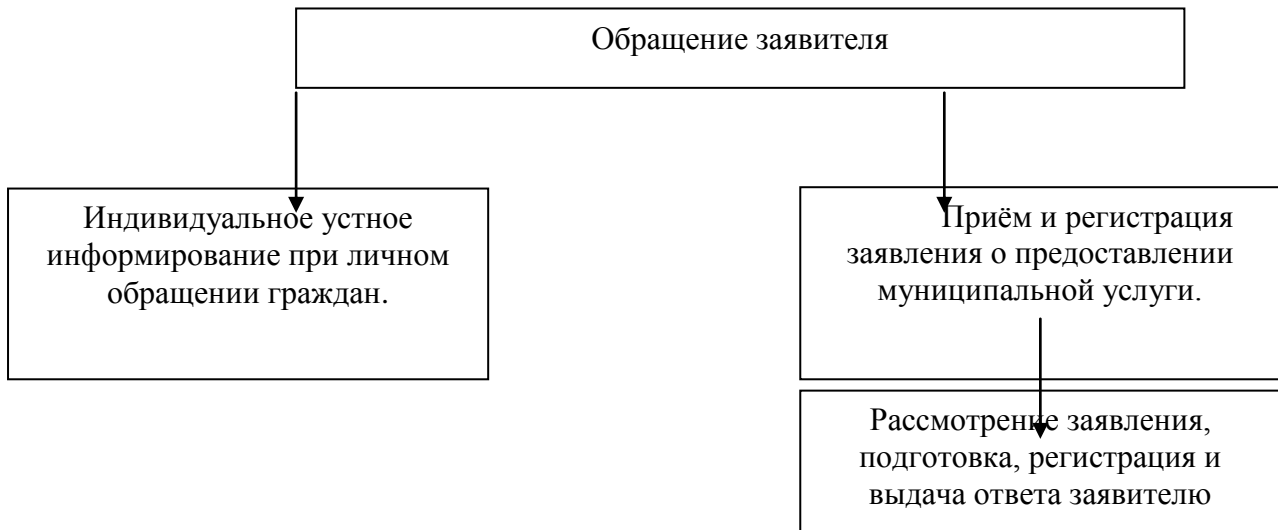 Обращение заявителя
Индивидуальное устное
информирование при личном
обращении граждан.
Приём и регистрация
заявления о предоставлении
муниципальной услуги.
Рассмотрение заявления,
подготовка, регистрация и
выдача ответа заявителю